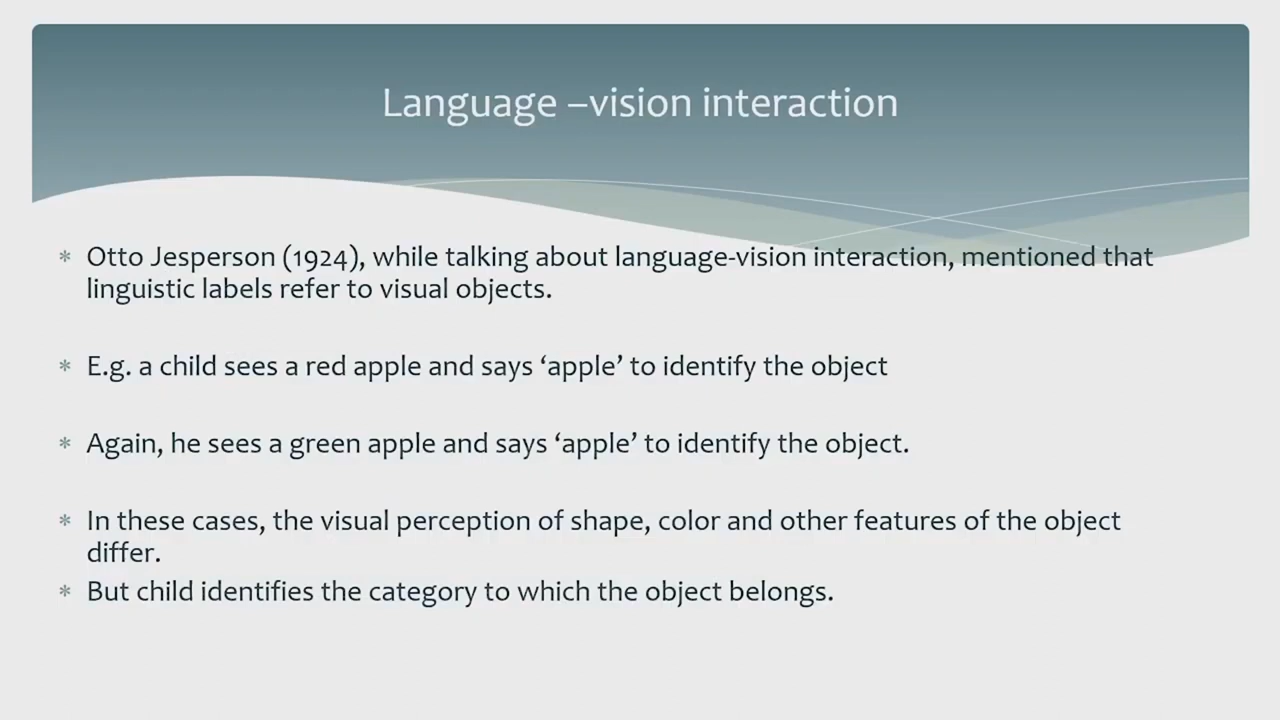 Language –vision interaction
* Otto Jesperson (1924), while talking about language-vision interaction, mentioned that
linguistic labels refer to visual objects.
* E.g. a child sees a red apple and says ‘apple’ to identify the object
* Again, he sees a green apple and says ‘apple’ to identify the object.
* In these cases, the visual perception of shape, color and other features of the object
differ.
* But child identifies the category to which the object belongs.